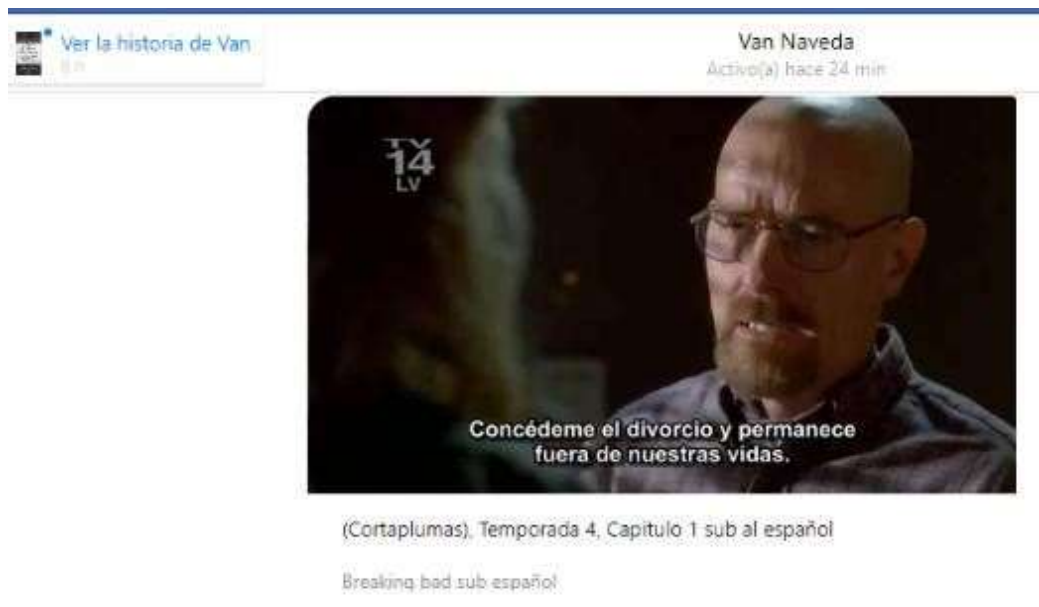 Ver la historia de Van
Van Naveda
Activo(a) hace 24 min
TV
14
LV
Concédeme el divorcio y permanece
fuera de nuestras vidas.
(Cortaplumas), Temporada 4, Capitulo 1 sub al español
Breaking bad sub español